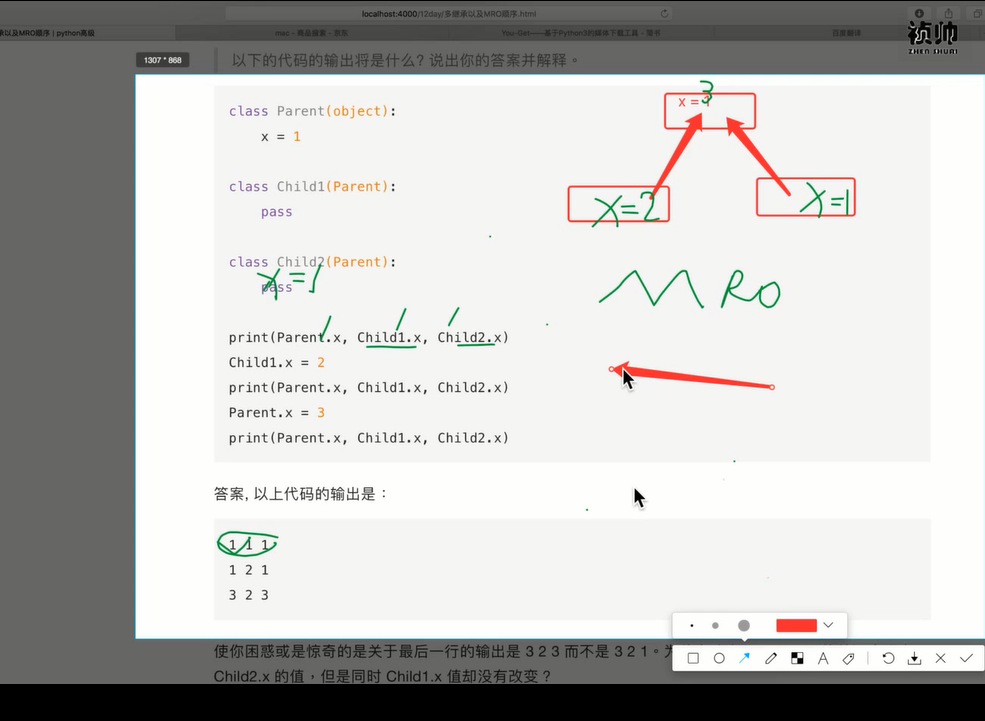 localhost:4000/12day/多继承以及MRO顺序.html
承以及MRO顺序 | python高级
mac - 商品搜索 - 京东
You-Get——基于Python3的媒体下载工具 - 简书
百度翻译
祯帅
ZHEN SHUAI
1307 * 868
以下的代码的输出将是什么? 说出你的答案并解释。
class Parent(object):
x = 1
x = 3
class Child1(Parent):
pass
x=2
x=1
class Child2(Parent):
pass
x=1
MRO
print(Parent.x, Child1.x, Child2.x)
Child1.x = 2
print(Parent.x, Child1.x, Child2.x)
Parent.x = 3
print(Parent.x, Child1.x, Child2.x)
答案, 以上代码的输出是：
1 1 1
1 2 1
3 2 3
使你困惑或是惊奇的是关于最后一行的输出是 3 2 3 而不是 3 2 1。为
Child2.x 的值，但是同时 Child1.x 值却没有改变？
A